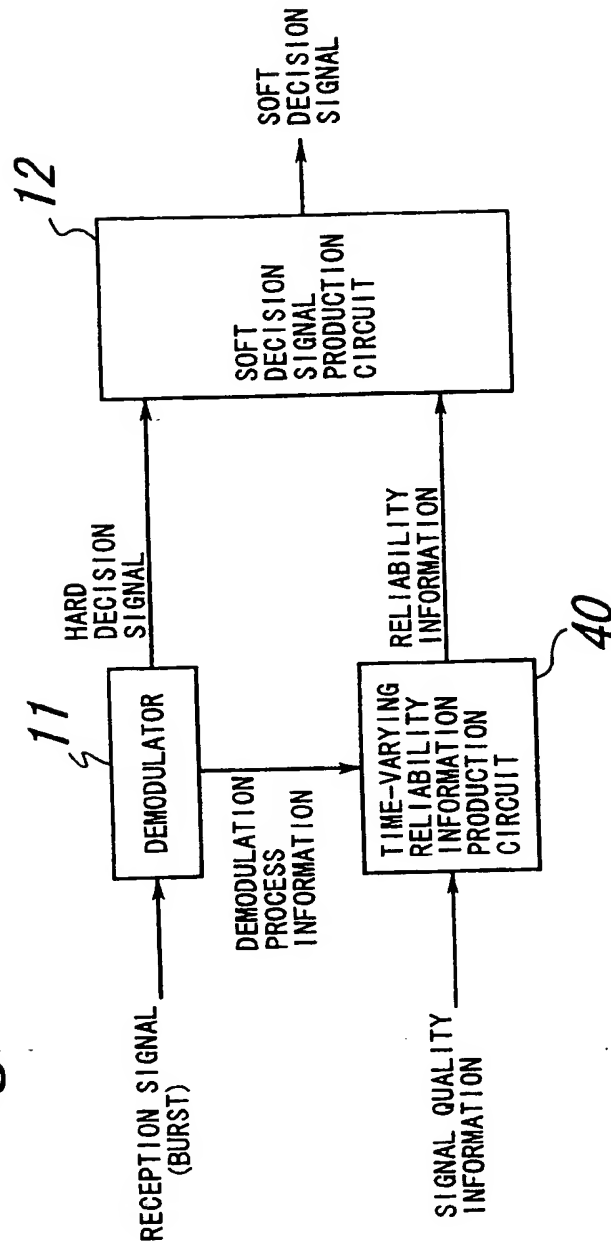 RECEPTION SIGNAL
(BURST)
11
DEMODULATOR
HARD
DECISION
SIGNAL
12
SOFT
DECISION
SIGNAL
PRODUCTION
CIRCUIT
SOFT
DECISION
SIGNAL
DEMODULATION
PROCESS
INFORMATION
SIGNAL QUALITY
INFORMATION
TIME-VARYING
RELIABILITY
INFORMATION
PRODUCTION
CIRCUIT
40
RELIABILITY
INFORMATION